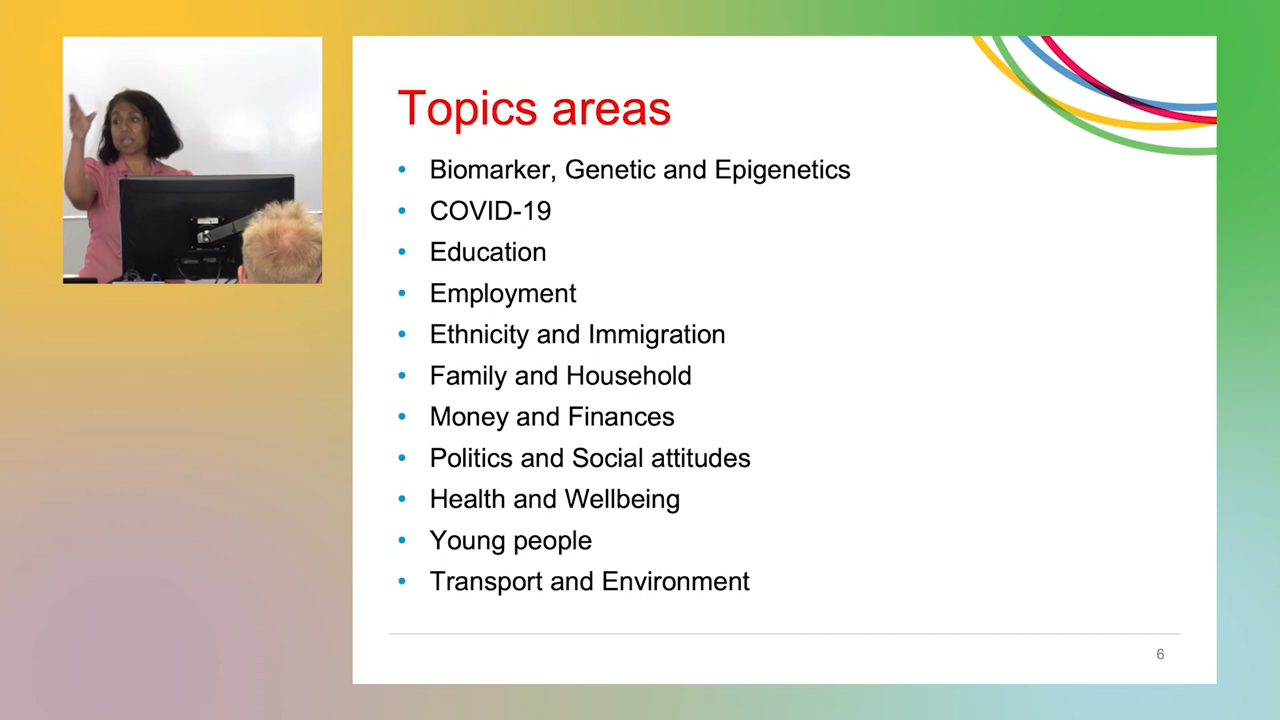 Topics areas
• Biomarker, Genetic and Epigenetics
• COVID-19
• Education
• Employment
• Ethnicity and Immigration
• Family and Household
• Money and Finances
• Politics and Social attitudes
• Health and Wellbeing
• Young people
• Transport and Environment
6